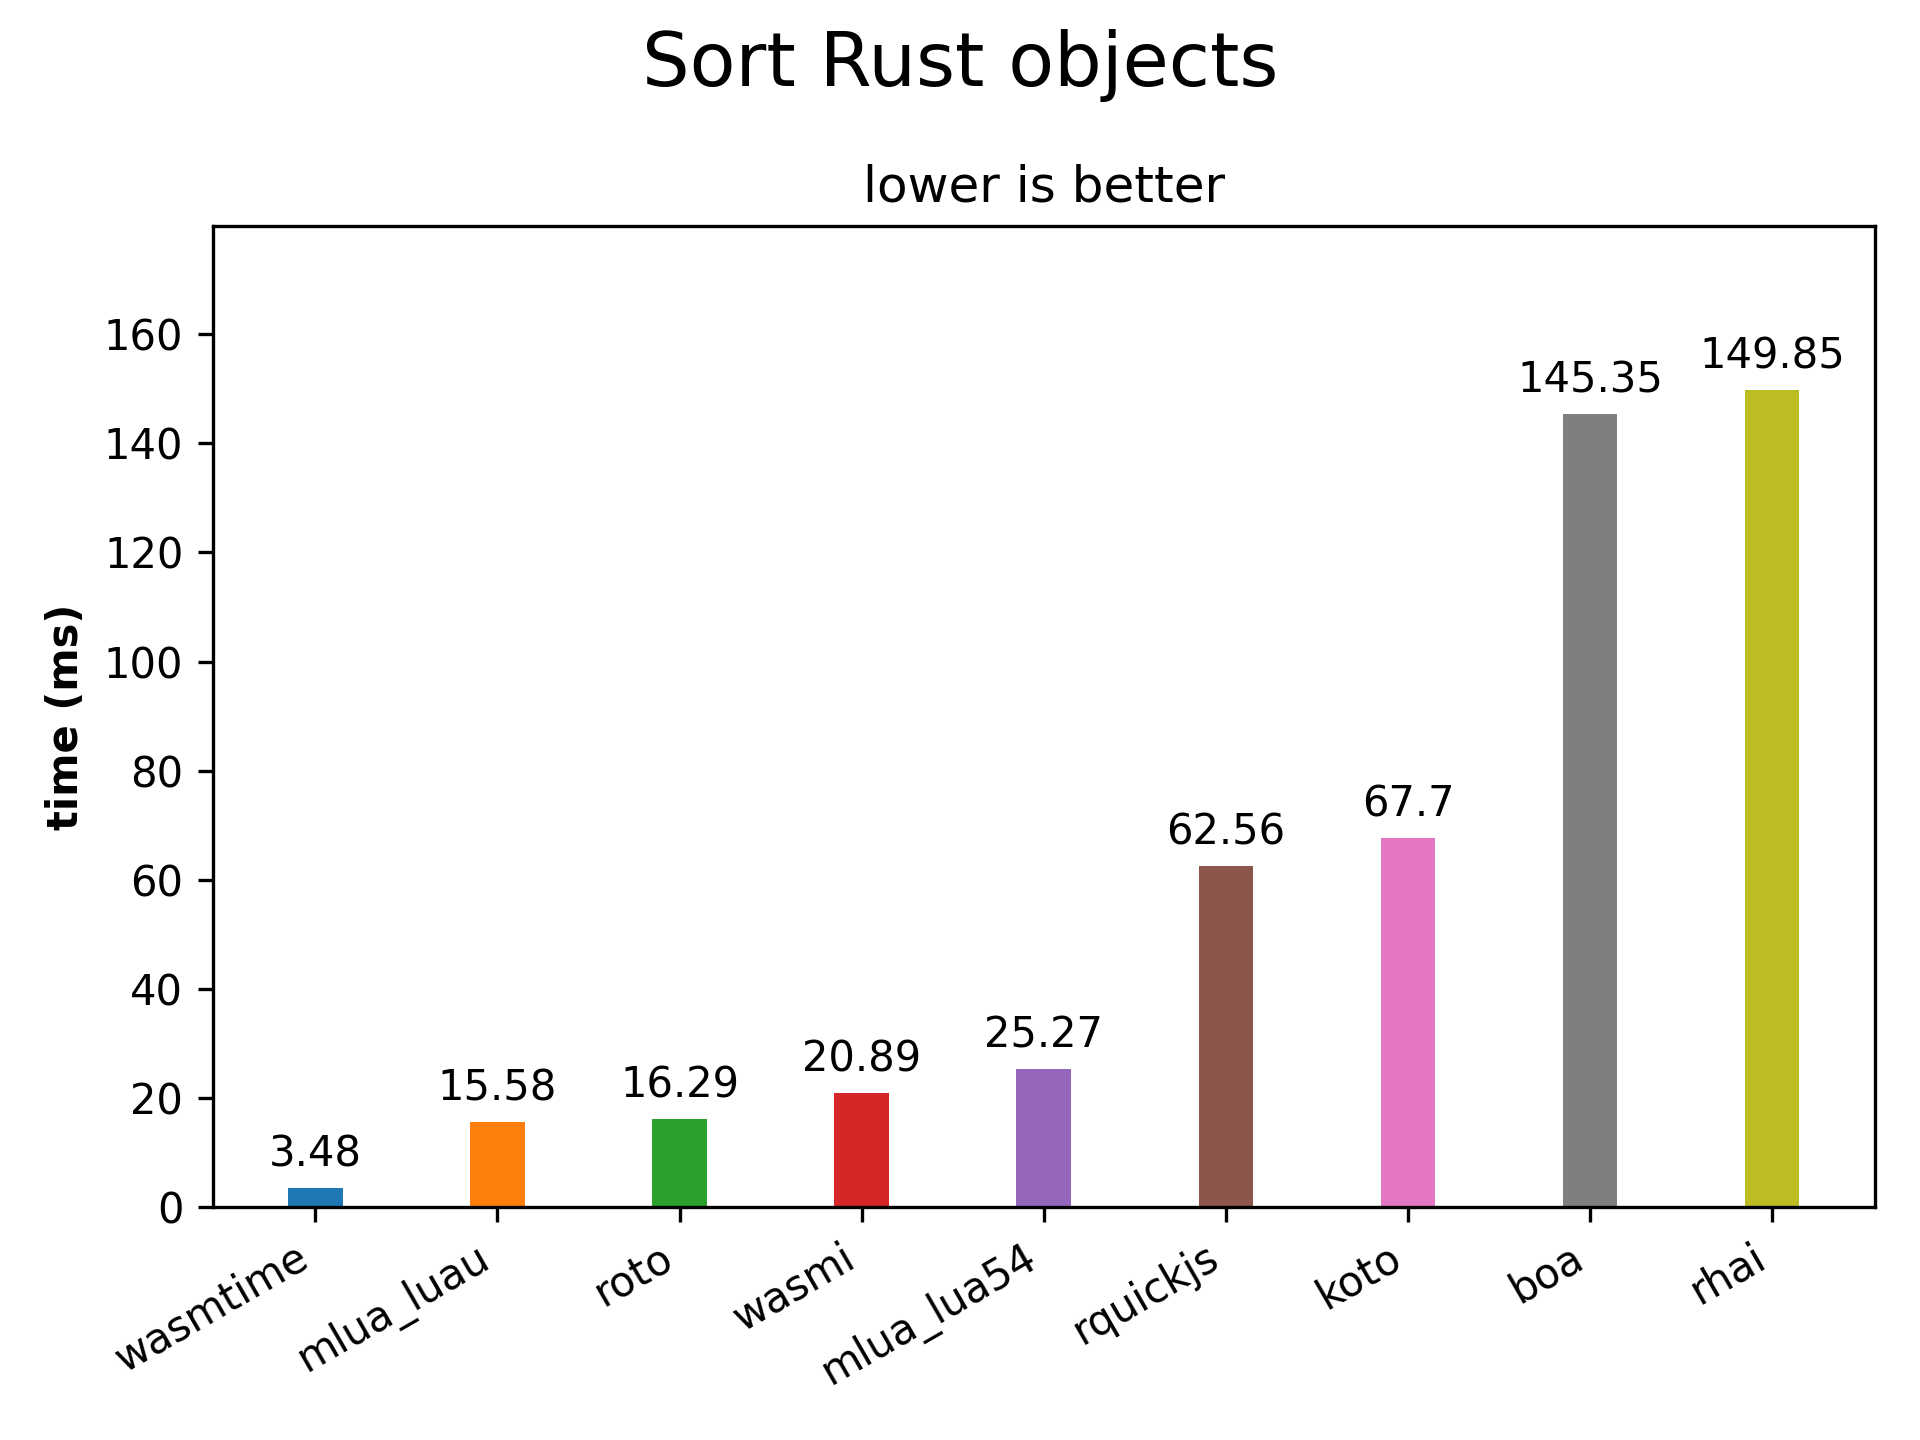 Sort Rust objects
lower is better
time (ms)
160
140
120
100
80
60
40
20
0
3.48
15.58
16.29
20.89
25.27
62.56
67.7
145.35
149.85
wasmtime
mlua_luau
roto
wasmi
mlua_lua54
rquickjs
koto
boa
rhai